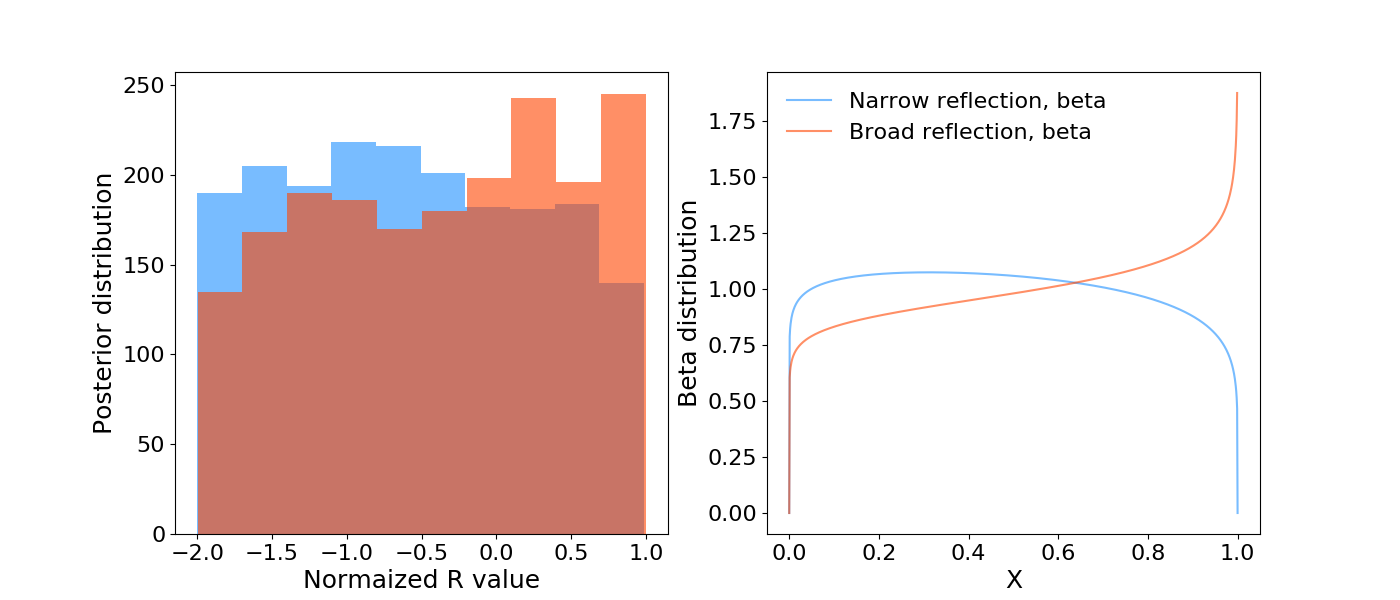 250
200
150
100
50
0
−2.0 −1.5 −1.0 −0.5 0.0 0.5 1.0
Normaized R value
Posterior distribution
Narrow reflection, beta
Broad reflection, beta
1.75
1.50
1.25
1.00
0.75
0.50
0.25
0.00
0.0 0.2 0.4 0.6 0.8 1.0
X
Beta distribution